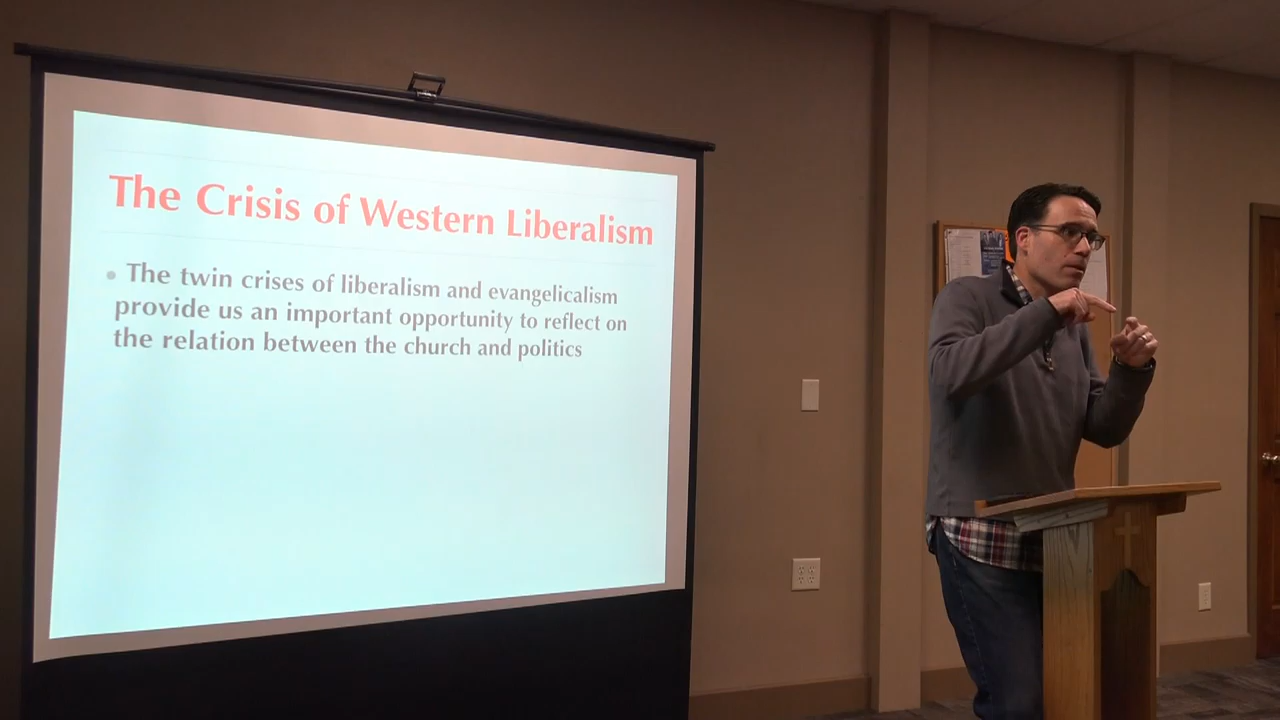 The Crisis of Western Liberalism
The twin crises of liberalism and evangelicalism
provide us an important opportunity to reflect on
the relation between the church and politics